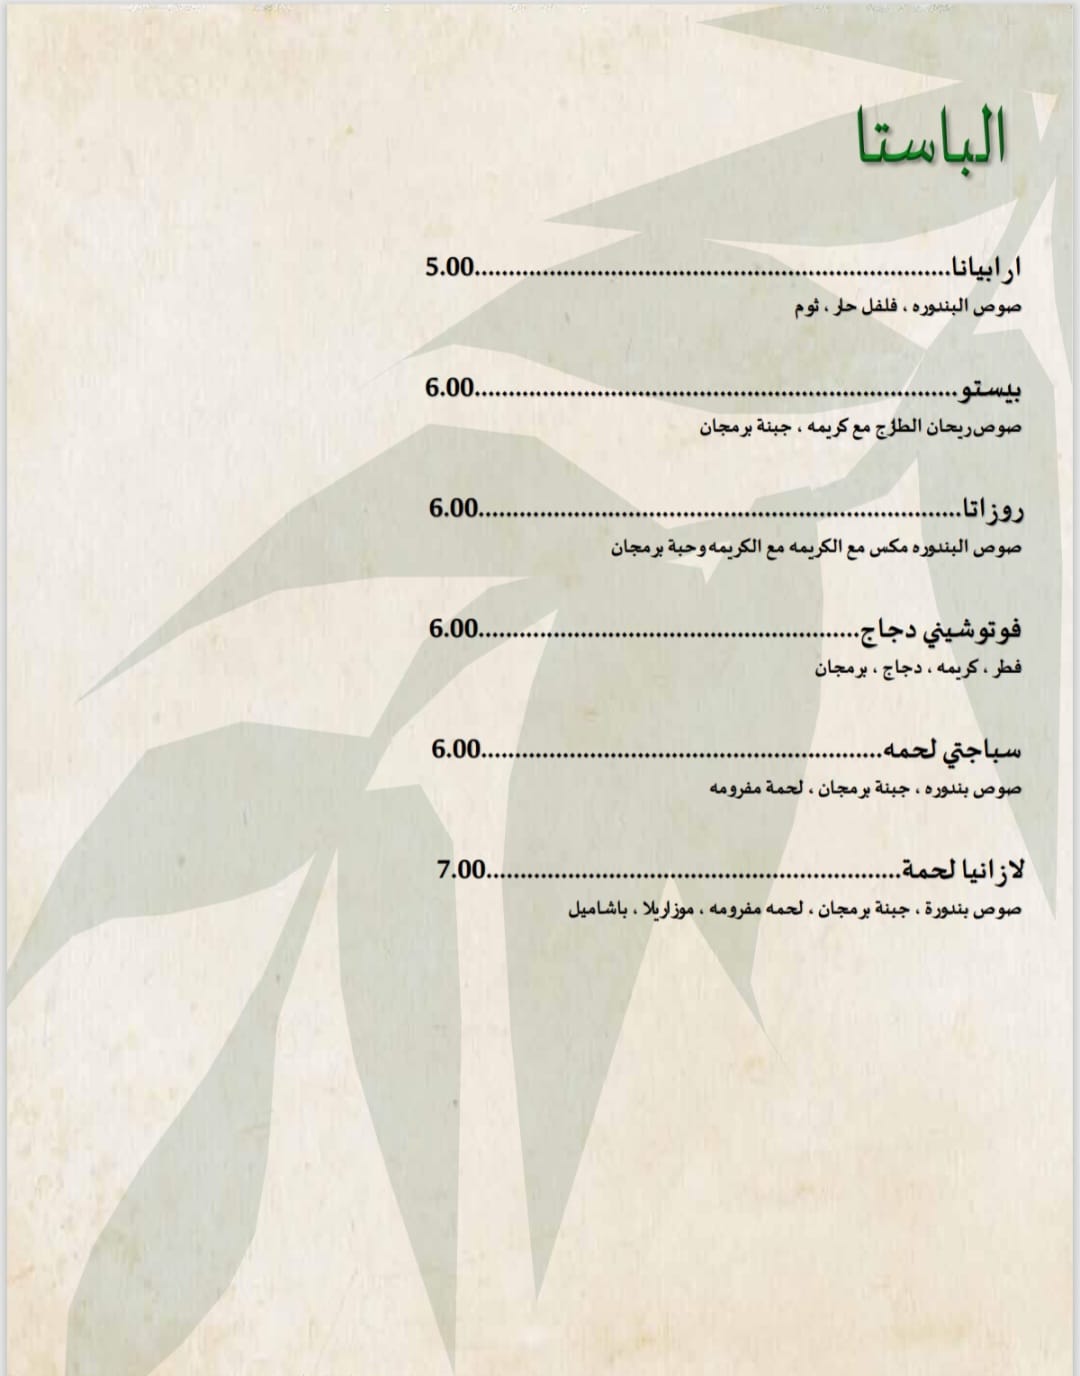 الباستا
ارابيانا......................................................................5.00
صوص البندوره ، فلفل حار ، ثوم
بيستو.......................................................................6.00
صوص ريحان الطازج مع كريمه ، جبنة برمجان
روزاتا.......................................................................6.00
صوص البندوره مكس مع الكريمه مع الكريمه وحبة برمجان
فوتوشيني دجاج........................................................6.00
فطر ، كريمه ، دجاج ، برمجان
سباجتي لحمه...........................................................6.00
صوص بندوره ، جبنة برمجان ، لحمة مفرومه
لازانيا لحمة.............................................................7.00
صوص بندورة ، جبنة برمجان ، لحمه مفرومه ، موزاريلا ، باشاميل